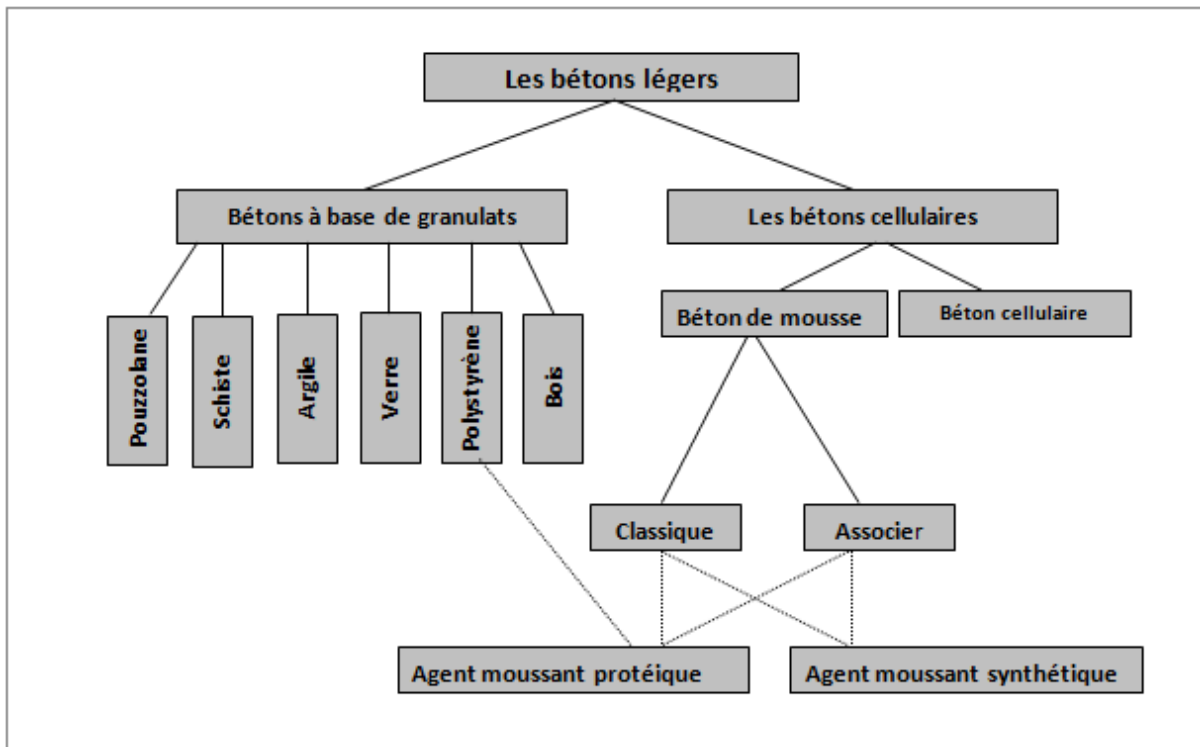 Les bétons légers
Bétons à base de granulats
Les bétons cellulaires
Béton de mousse
Béton cellulaire
Pouzzolane
Schiste
Argile
Verre
Polystyrène
Bois
Classique
Associer
Agent moussant protéique
Agent moussant synthétique